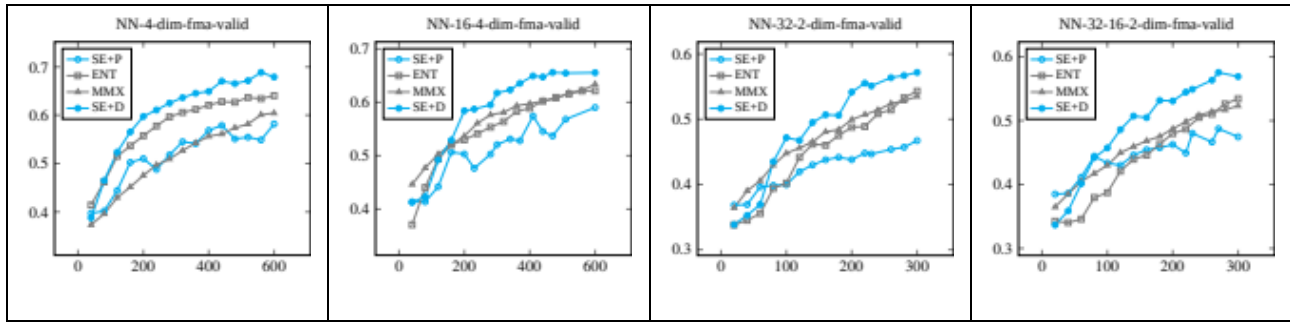 NN-4-dim-fma-valid
0.7
0.6
0.5
0.4
SE+P
ENT
MMX
SE+D
0 200 400 600
NN-16-4-dim-fma-valid
0.7
0.6
0.5
0.4
SE+P
ENT
MMX
SE+D
0 200 400 600
NN-32-2-dim-fma-valid
0.6
0.5
0.4
0.3
SE+P
ENT
MMX
SE+D
0 100 200 300
NN-32-16-2-dim-fma-valid
0.6
0.5
0.4
0.3
SE+P
ENT
MMX
SE+D
0 100 200 300